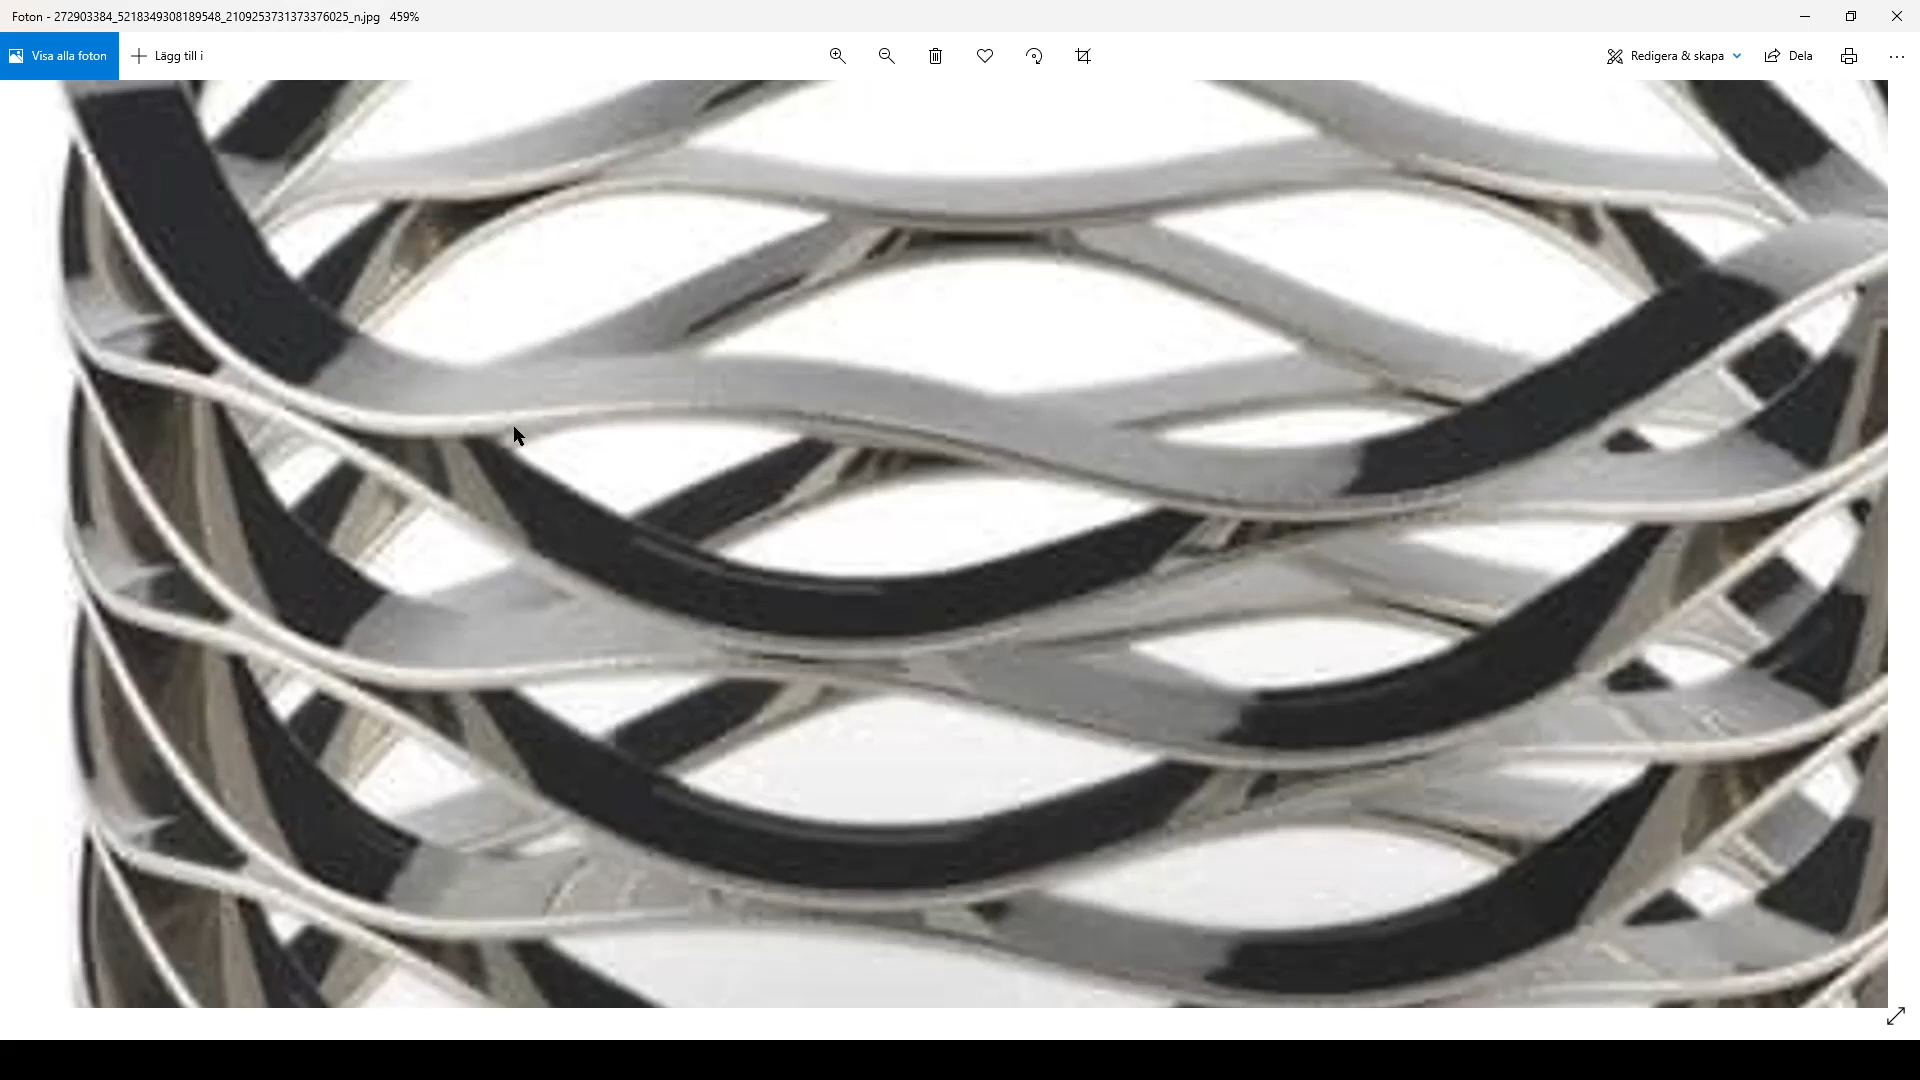 Foton - 272903384_5218349308189548_2109253731373376025_n.jpg 459%
Visa alla foton
Lägg till i
Redigera & skapa
Dela